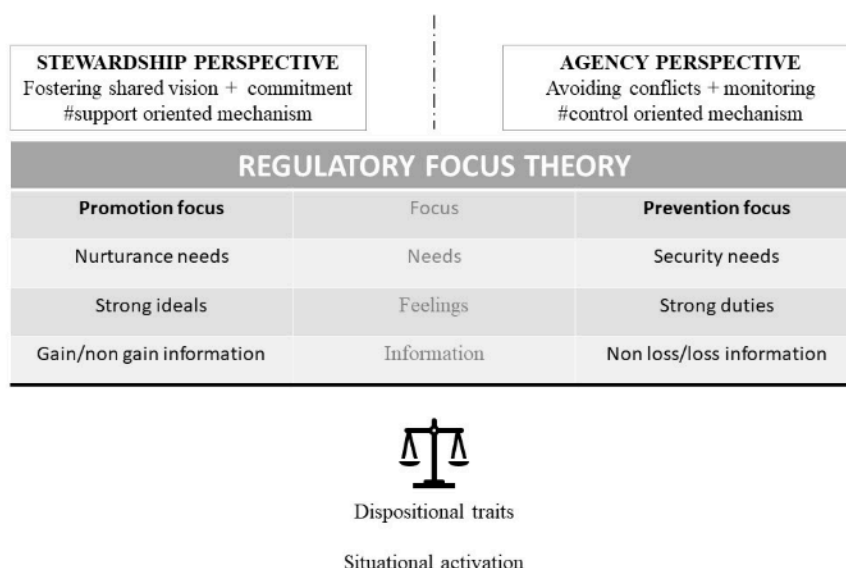 STEWARDSHIP PERSPECTIVE
Fostering shared vision + commitment
#support oriented mechanism
AGENCY PERSPECTIVE
Avoiding conflicts + monitoring
#control oriented mechanism
REGULATORY FOCUS THEORY
Promotion focus Focus Prevention focus
Nurturance needs Needs Security needs
Strong ideals Feelings Strong duties
Gain/non gain information Information Non loss/loss information
Dispositional traits
Situational activation